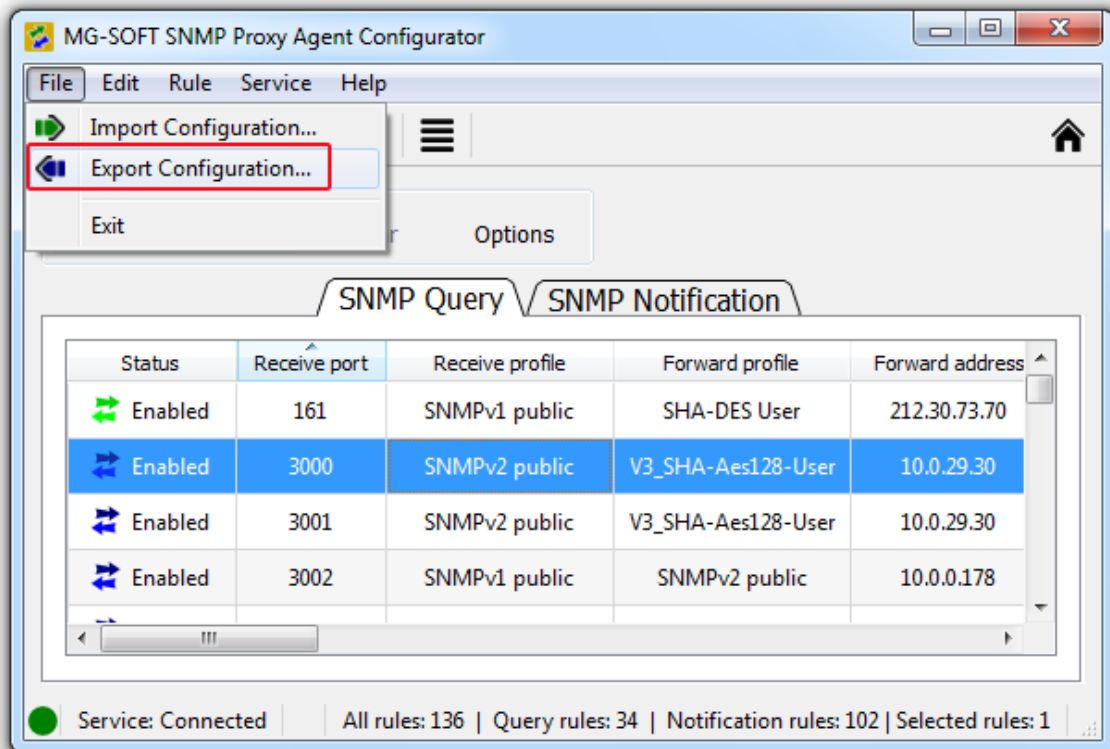 MG-SOFT SNMP Proxy Agent Configurator
File Edit Rule Service Help
Import Configuration...
Export Configuration...
Exit
Options
SNMP Query SNMP Notification
Status Receive port Receive profile Forward profile Forward address
Enabled 161 SNMPv1 public SHA-DES User 212.30.73.70
Enabled 3000 SNMPv2 public V3_SHA-Aes128-User 10.0.29.30
Enabled 3001 SNMPv2 public V3_SHA-Aes128-User 10.0.29.30
Enabled 3002 SNMPv1 public SNMPv2 public 10.0.0.178
Service: Connected All rules: 136 | Query rules: 34 | Notification rules: 102 | Selected rules: 1